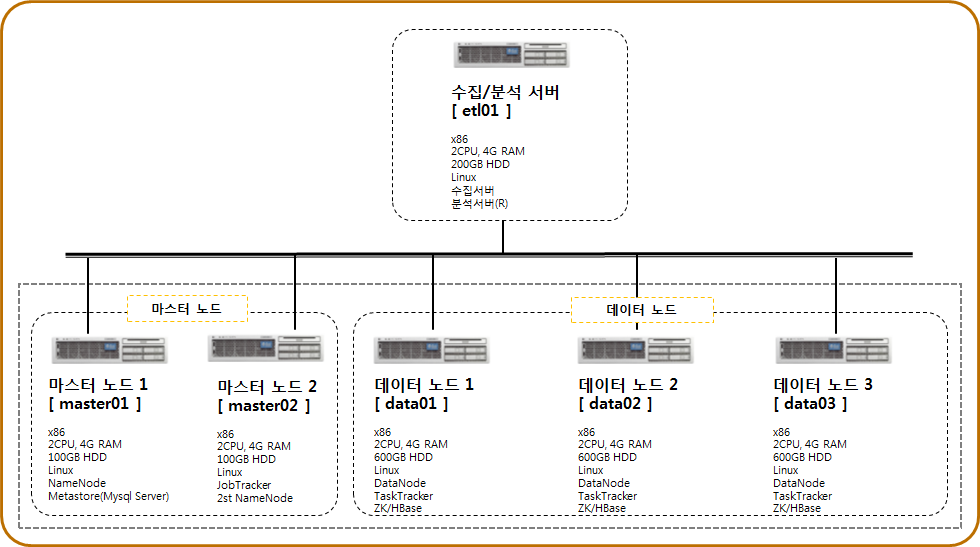 수집/분석 서버
[ etl01 ]
x86
2CPU, 4G RAM
200GB HDD
Linux
수집서버
분석서버(R)
마스터 노드
마스터 노드 1
[ master01 ]
x86
2CPU, 4G RAM
100GB HDD
Linux
NameNode
Metastore(Mysql Server)
마스터 노드 2
[ master02 ]
x86
2CPU, 4G RAM
100GB HDD
Linux
JobTracker
2st NameNode
데이터 노드
데이터 노드 1
[ data01 ]
x86
2CPU, 4G RAM
600GB HDD
Linux
DataNode
TaskTracker
ZK/HBase
데이터 노드 2
[ data02 ]
x86
2CPU, 4G RAM
600GB HDD
Linux
DataNode
TaskTracker
ZK/HBase
데이터 노드 3
[ data03 ]
x86
2CPU, 4G RAM
600GB HDD
Linux
DataNode
TaskTracker
ZK/HBase